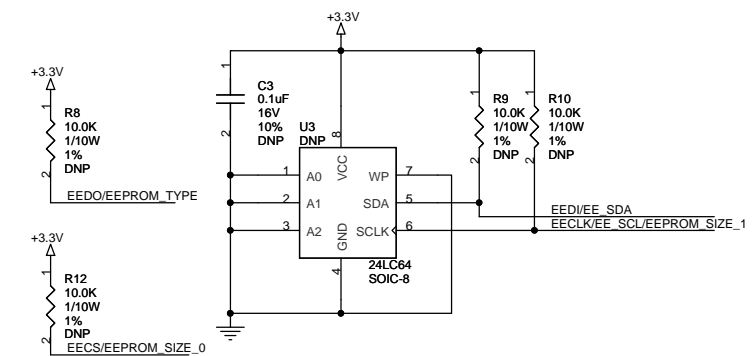 +3.3V
+3.3V
1
R8
10.0K
1/10W
1%
DNP
2
EEDO/EEPROM_TYPE
1
C3
0.1uF
16V
10%
DNP
2
U3
DNP
8
VCC
1
A0
2
A1
3
A2
WP
7
SDA
5
SCLK
6
GND
4
24LC64
SOIC-8
1
R9
10.0K
1/10W
1%
DNP
2
1
R10
10.0K
1/10W
1%
DNP
2
EEDI/EE_SDA
EECLK/EE_SCL/EEPROM_SIZE_1
+3.3V
1
R12
10.0K
1/10W
1%
DNP
2
EECS/EEPROM_SIZE_0